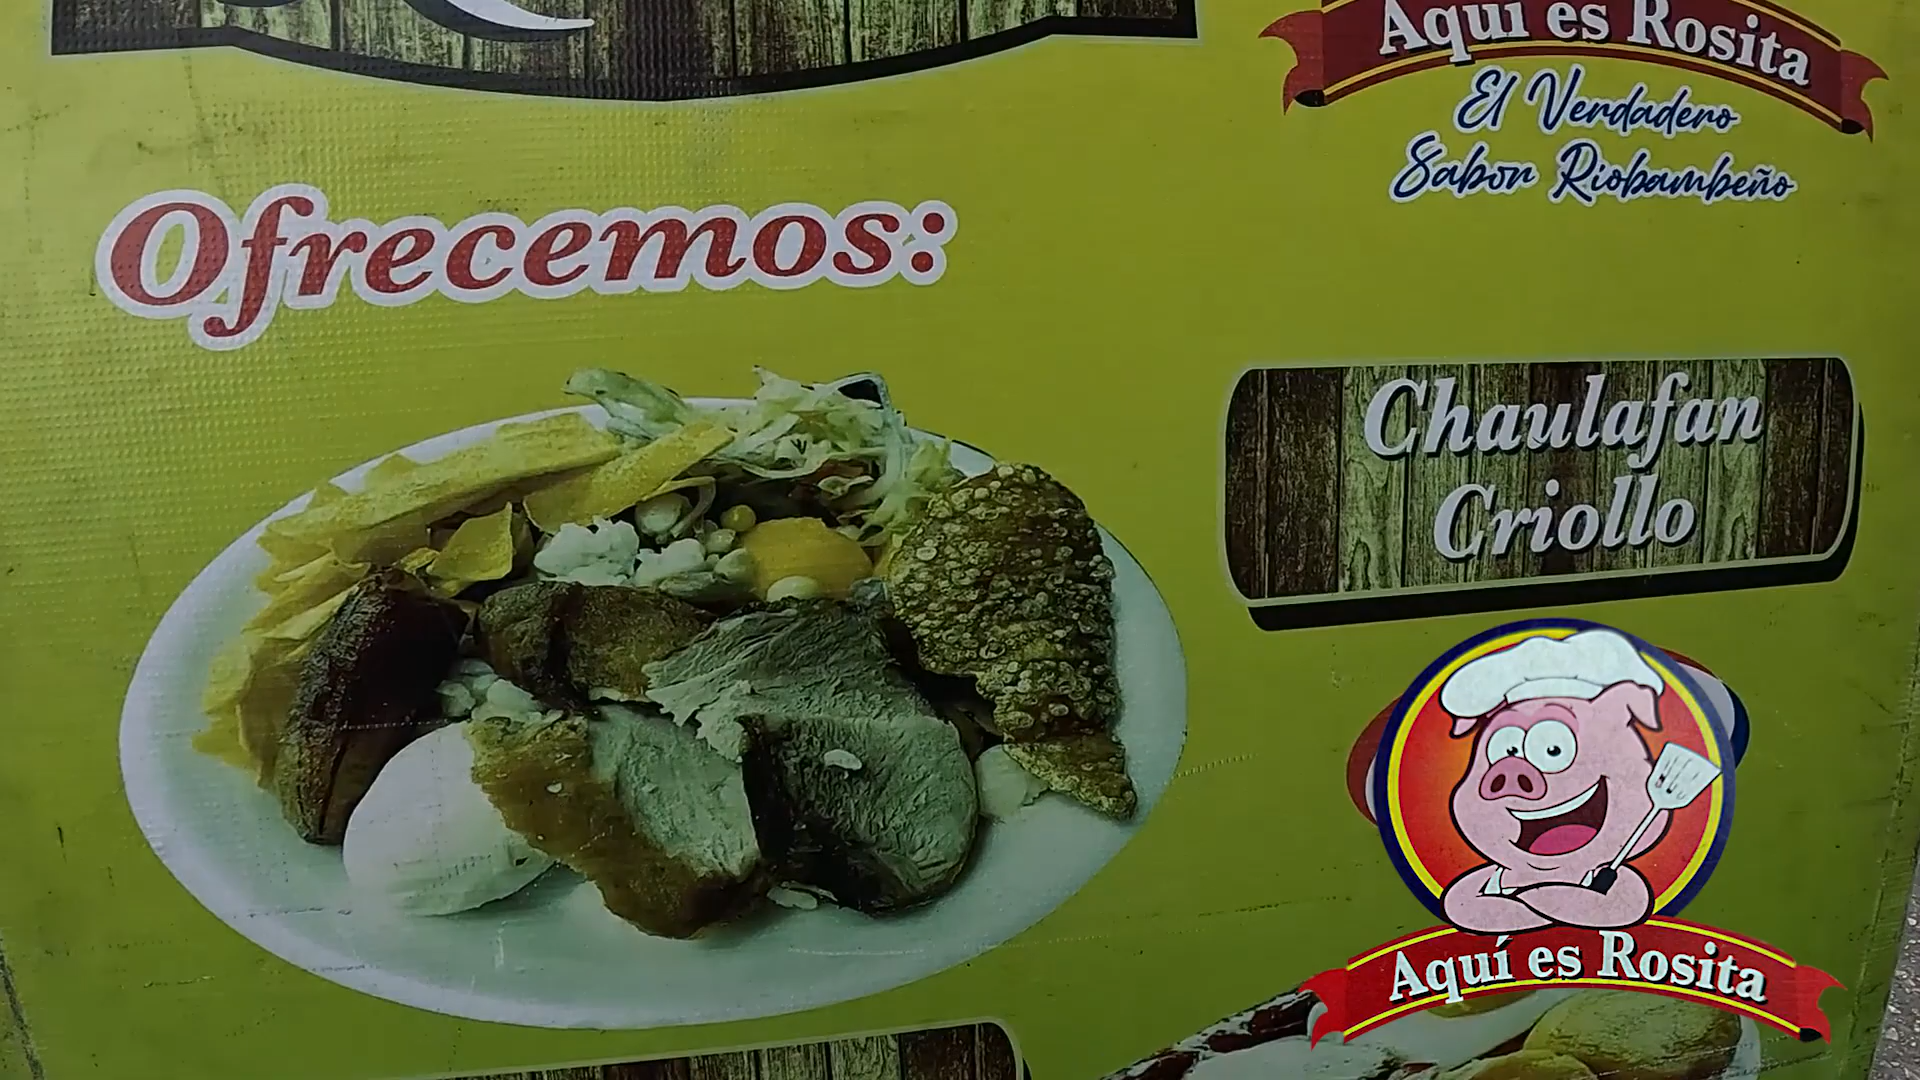 Aquí es Rosita
El Verdadero
Sabor Riobambeño
Ofrecemos:
Chaulafan
Criollo
Aquí es Rosita